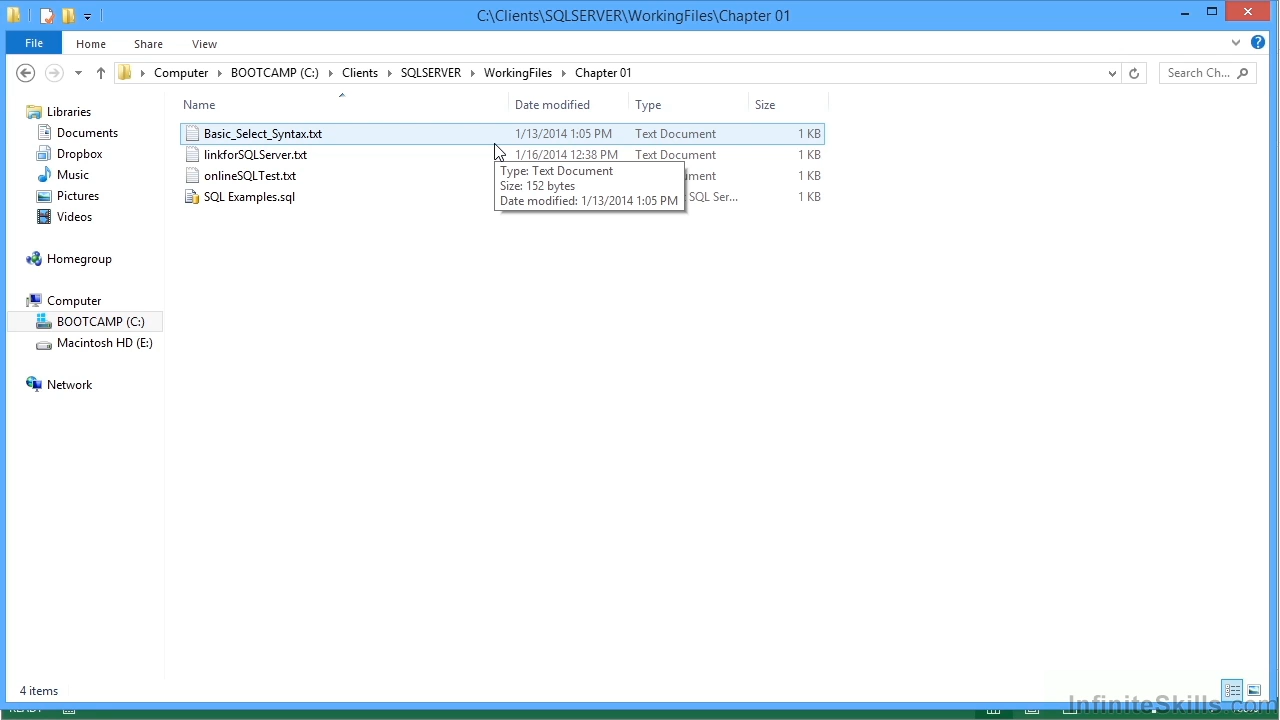 C:\Clients\SQLSERVER\WorkingFiles\Chapter 01
File Home Share View
Computer BOOTCAMP (C:) Clients SQLSERVER WorkingFiles Chapter 01 Search Ch...
Name Date modified Type Size
Libraries
Documents
Dropbox
Music
Pictures
Videos
Homegroup
Computer
BOOTCAMP (C:)
Macintosh HD (E:)
Network
Basic_Select_Syntax.txt 1/13/2014 1:05 PM Text Document 1 KB
linkforSQLServer.txt 1/16/2014 12:38 PM Text Document 1 KB
onlineSQLTest.txt ument 1 KB
SQL Examples.sql SQL Ser... 1 KB
Type: Text Document
Size: 152 bytes
Date modified: 1/13/2014 1:05 PM
4 items
InfiniteSkills.com